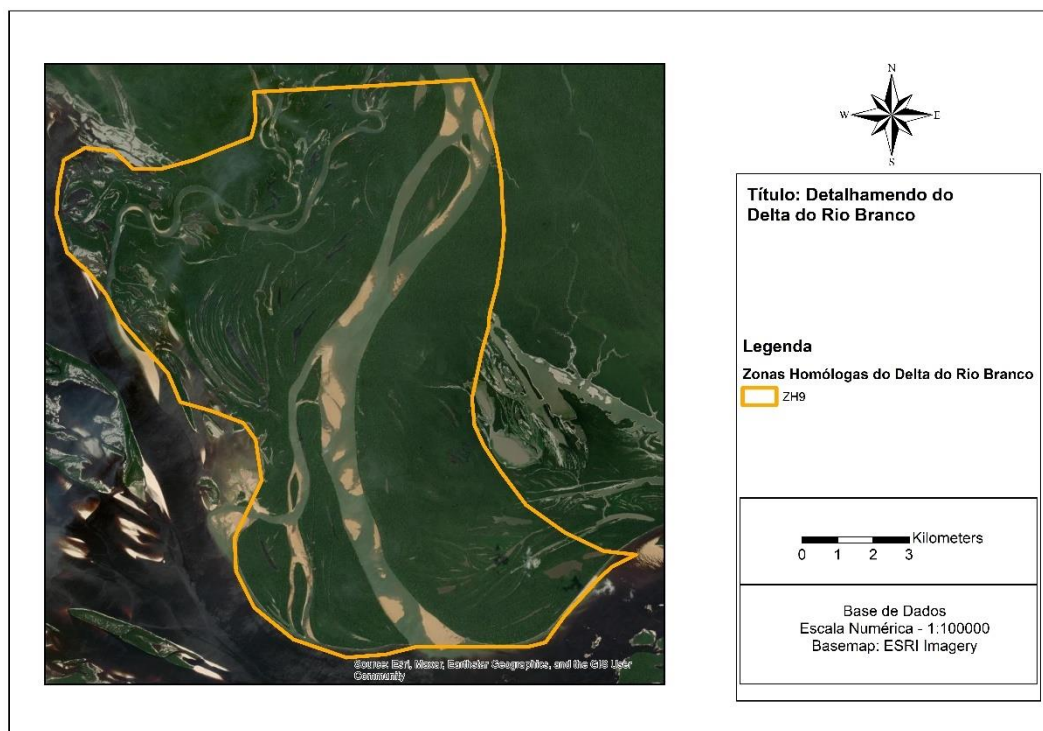 N
W E
S
Título: Detalhamendo do
Delta do Rio Branco
Legenda
Zonas Homólogas do Delta do Rio Branco
ZH9
Kilometers
0 1 2 3
Base de Dados
Escala Numérica - 1:100000
Basemap: ESRI Imagery
Source: Esri, Maxar, Earthstar Geographics, and the GIS User
Community